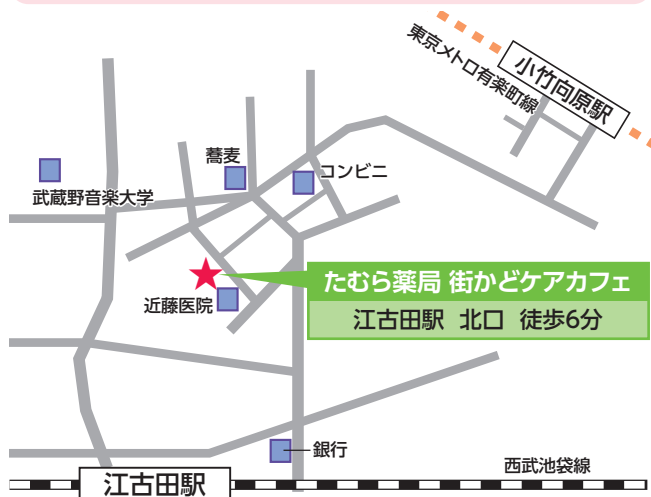 小竹向原駅
東京メトロ有楽町線
蕎麦
コンビニ
武蔵野音楽大学
たむら薬局 街かどケアカフェ
江古田駅 北口 徒歩6分
近藤医院
銀行
西武池袋線
江古田駅